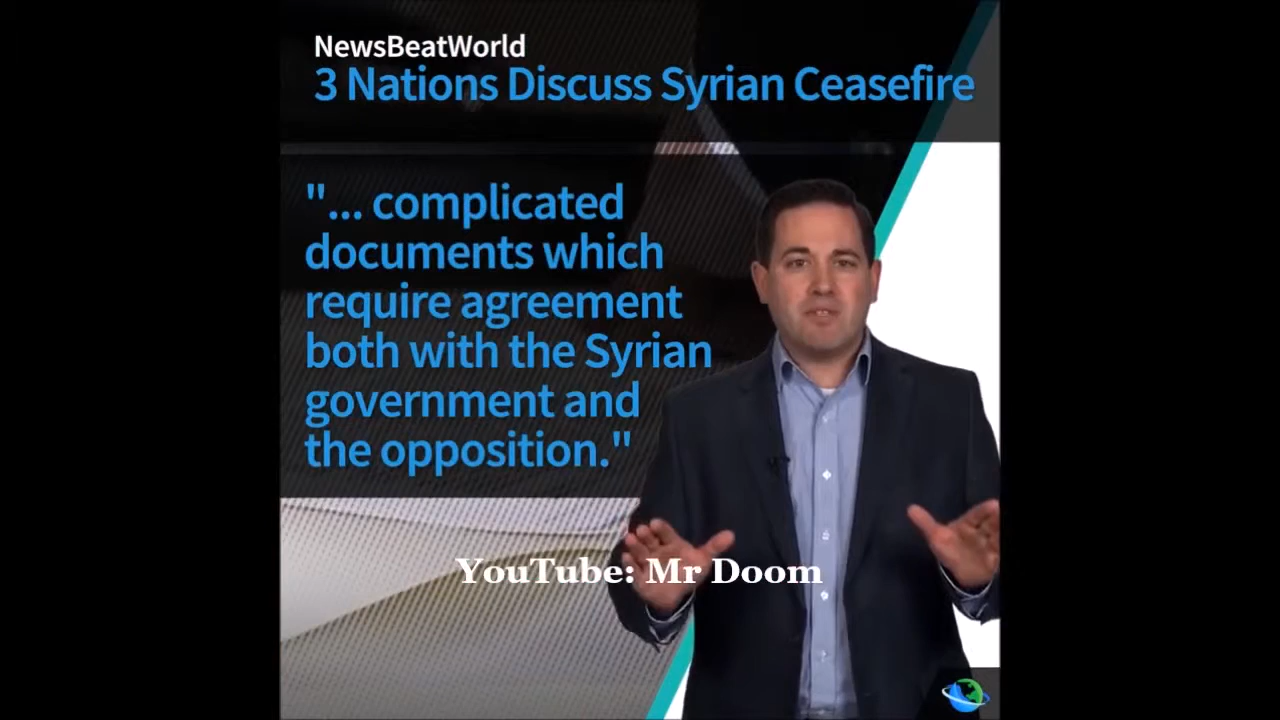 NewsBeatWorld
3 Nations Discuss Syrian Ceasefire
"... complicated
documents which
require agreement
both with the Syrian
government and
the opposition."
YouTube: Mr Doom